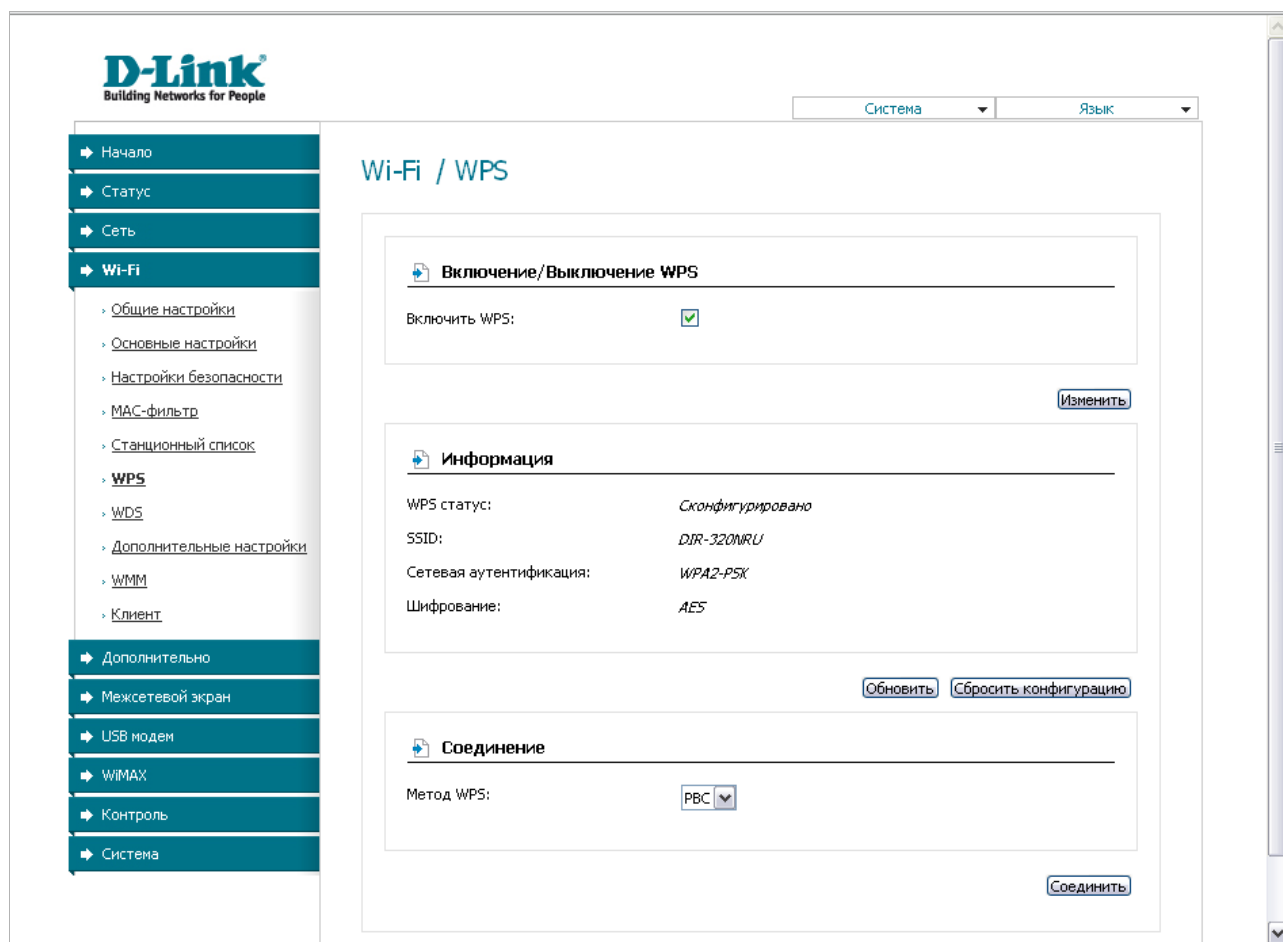 D-Link
Building Networks for People
Система Язык
Начало
Статус
Сеть
Wi-Fi
Общие настройки
Основные настройки
Настройки безопасности
MAC-фильтр
Станционный список
WPS
WDS
Дополнительные настройки
WMM
Клиент
Дополнительно
Межсетевой экран
USB модем
WiMAX
Контроль
Система
Wi-Fi / WPS
Включение/Выключение WPS
Включить WPS:
Изменить
Информация
WPS статус: Сконфигурировано
SSID: DIR-320NRU
Сетевая аутентификация: WPA2-PSK
Шифрование: AES
Обновить Сбросить конфигурацию
Соединение
Метод WPS: PBC
Соединить